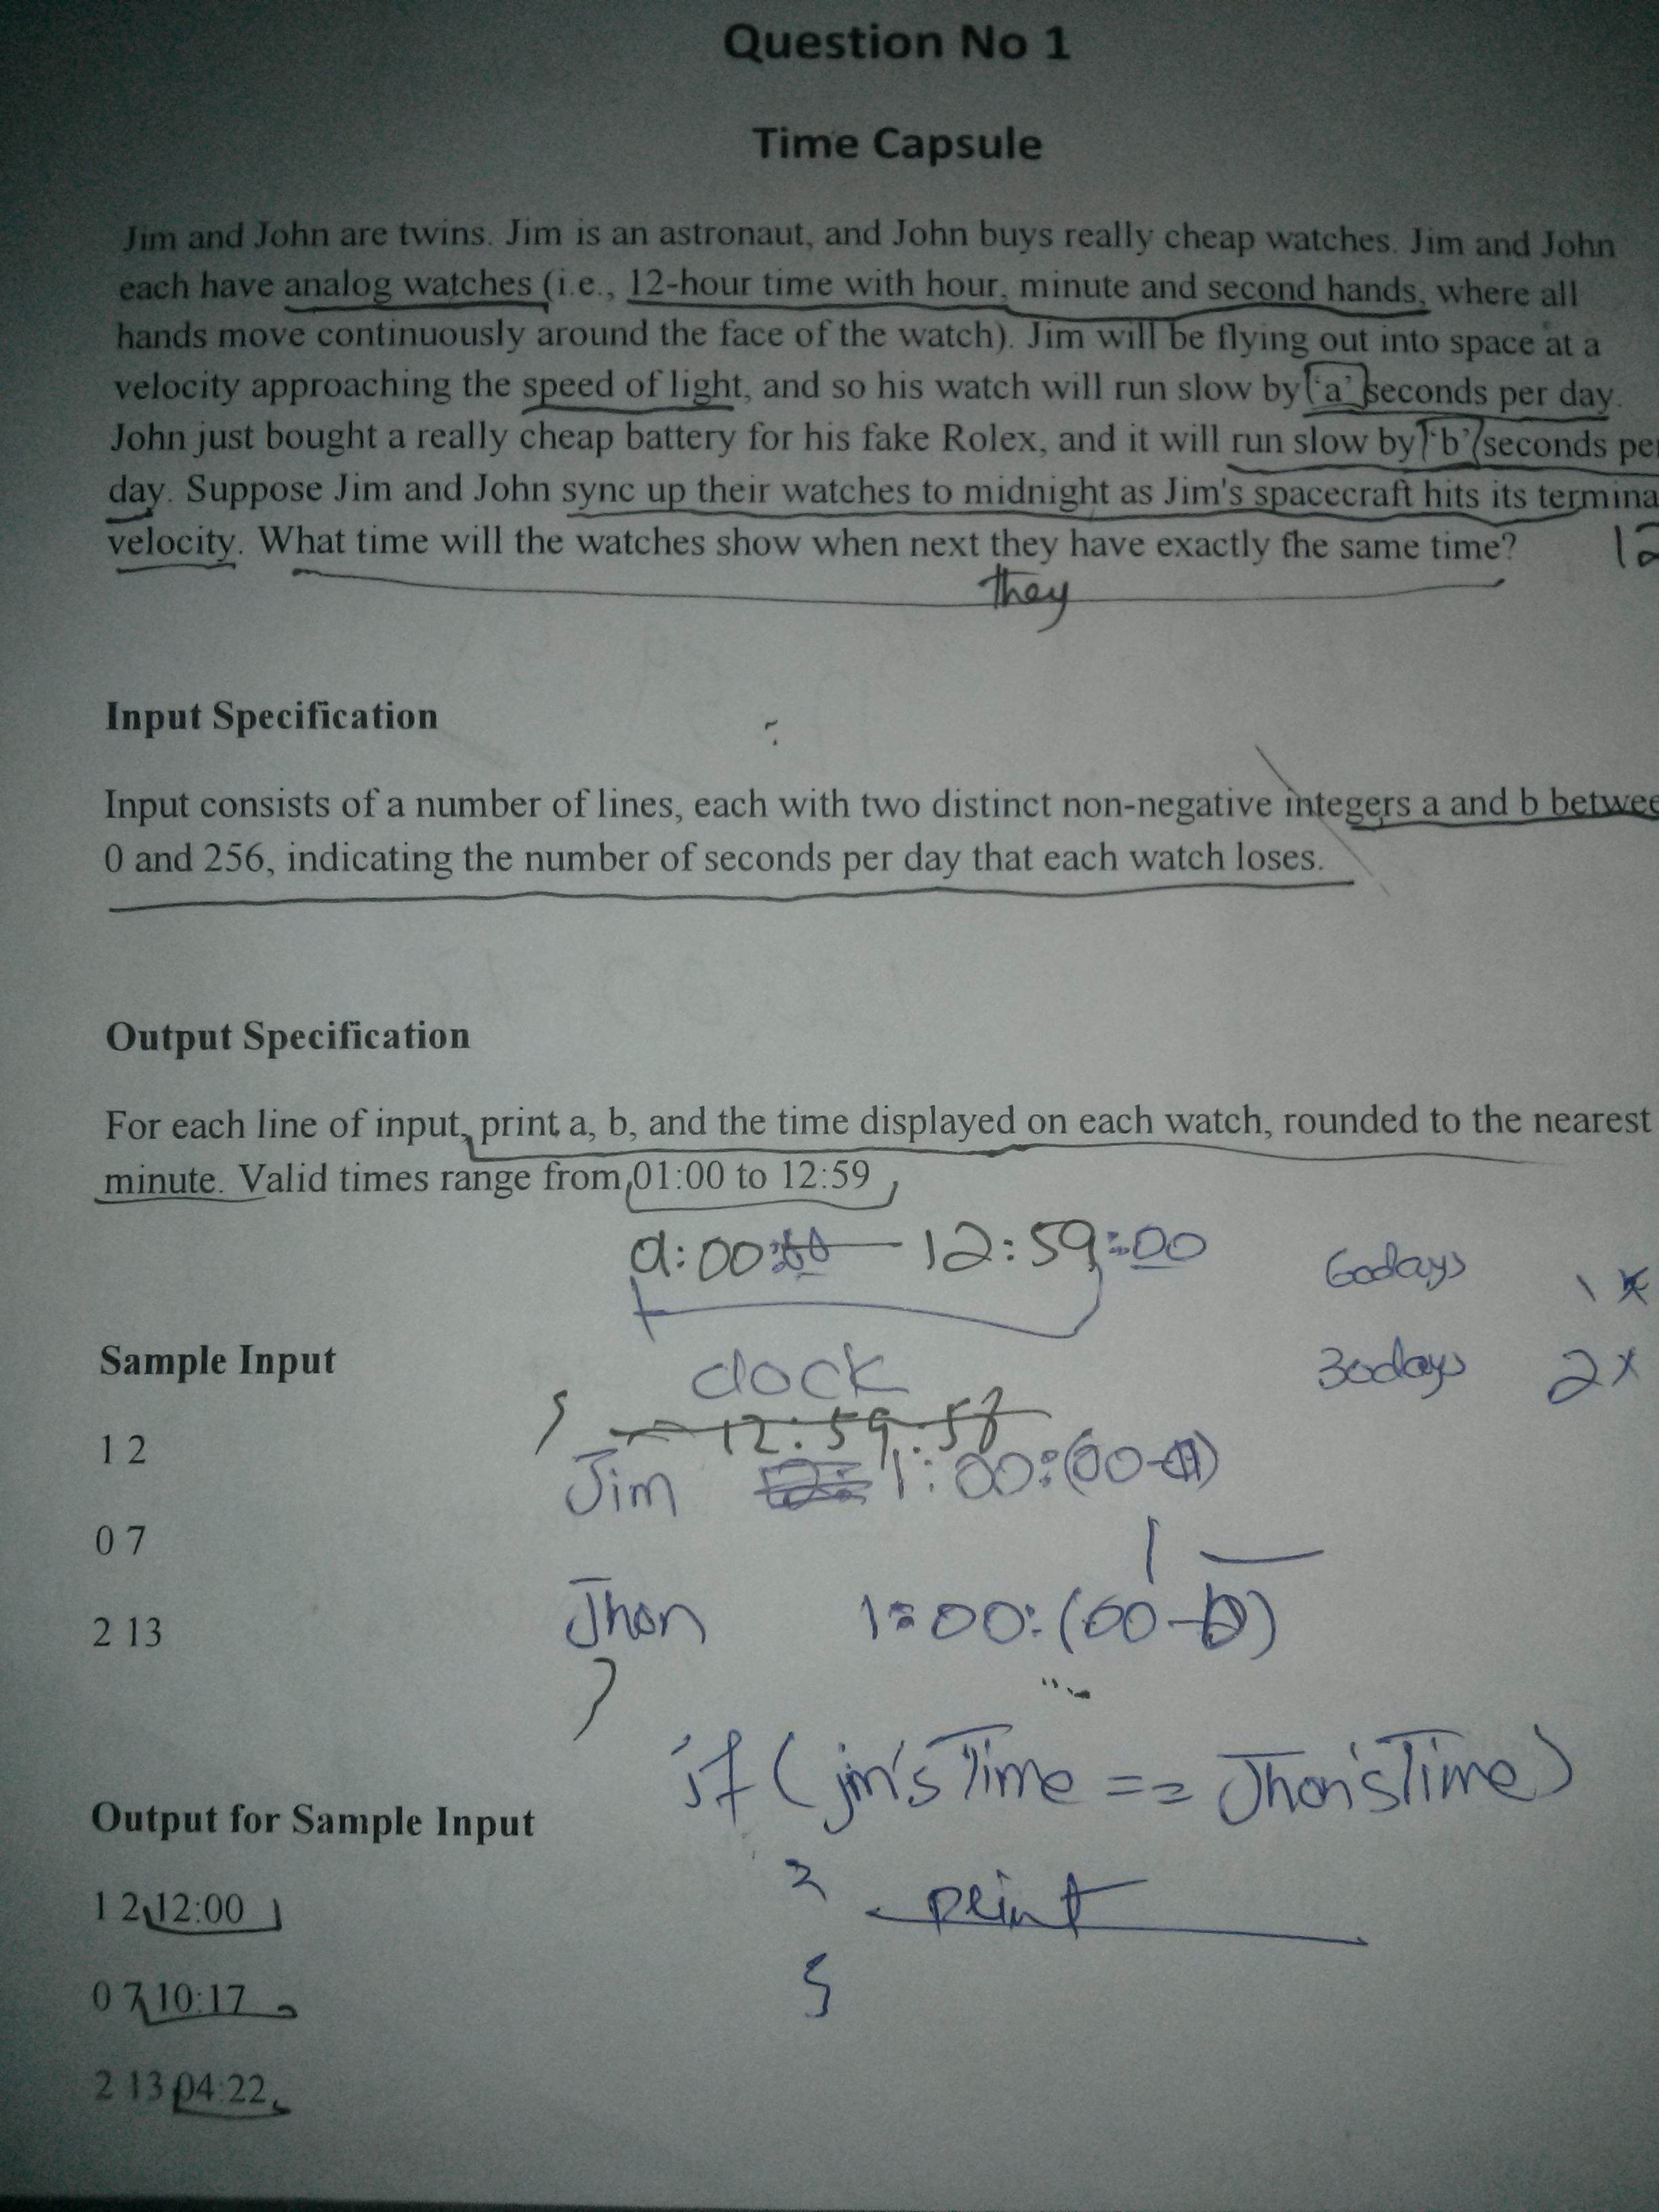 Question No 1
Time Capsule
Jim and John are twins. Jim is an astronaut, and John buys really cheap watches. Jim and John
each have analog watches (i.e., 12-hour time with hour, minute and second hands, where all
hands move continuously around the face of the watch). Jim will be flying out into space at a
velocity approaching the speed of light, and so his watch will run slow by 'a' seconds per day.
John just bought a really cheap battery for his fake Rolex, and it will run slow by 'b' seconds per
day. Suppose Jim and John sync up their watches to midnight as Jim's spacecraft hits its termina
velocity. What time will the watches show when next they have exactly the same time? 12
they
Input Specification
Input consists of a number of lines, each with two distinct non-negative integers a and b betwee
0 and 256, indicating the number of seconds per day that each watch loses.
Output Specification
For each line of input, print a, b, and the time displayed on each watch, rounded to the nearest
minute. Valid times range from 01:00 to 12:59
12:59:00
60days 1x
Sample Input
clock
30days 2x
12:59:58
1 2
Jim 1:00:(00-a)
0 7
1
Jhon 1:00:(60-b)
2 13
if (jm's Time == Jhon's Time)
Output for Sample Input
print
1 2 12:00
0 7 10:17
2 13 04:22